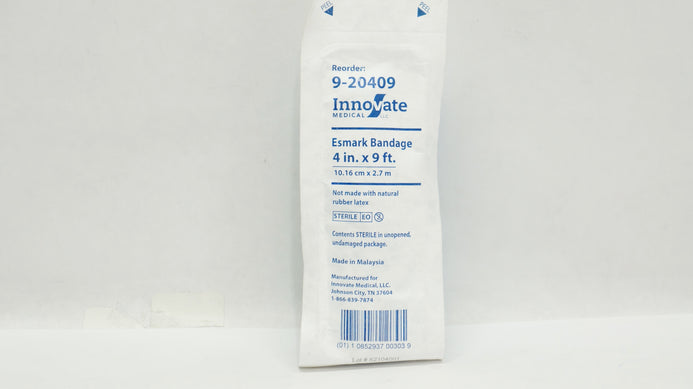 PEEL PEEL
Reorder:
9-20409
Innovate
MEDICAL LLC
Esmark Bandage
4 in. x 9 ft.
10.16 cm x 2.7 m
Not made with natural
rubber latex
STERILE EO
Contents STERILE in unopened,
undamaged package.
Made in Malaysia
Manufactured for
Innovate Medical, LLC.
Johnson City, TN 37604
1-866-839-7874
(01) 1 0852937 00303 9
Lot #